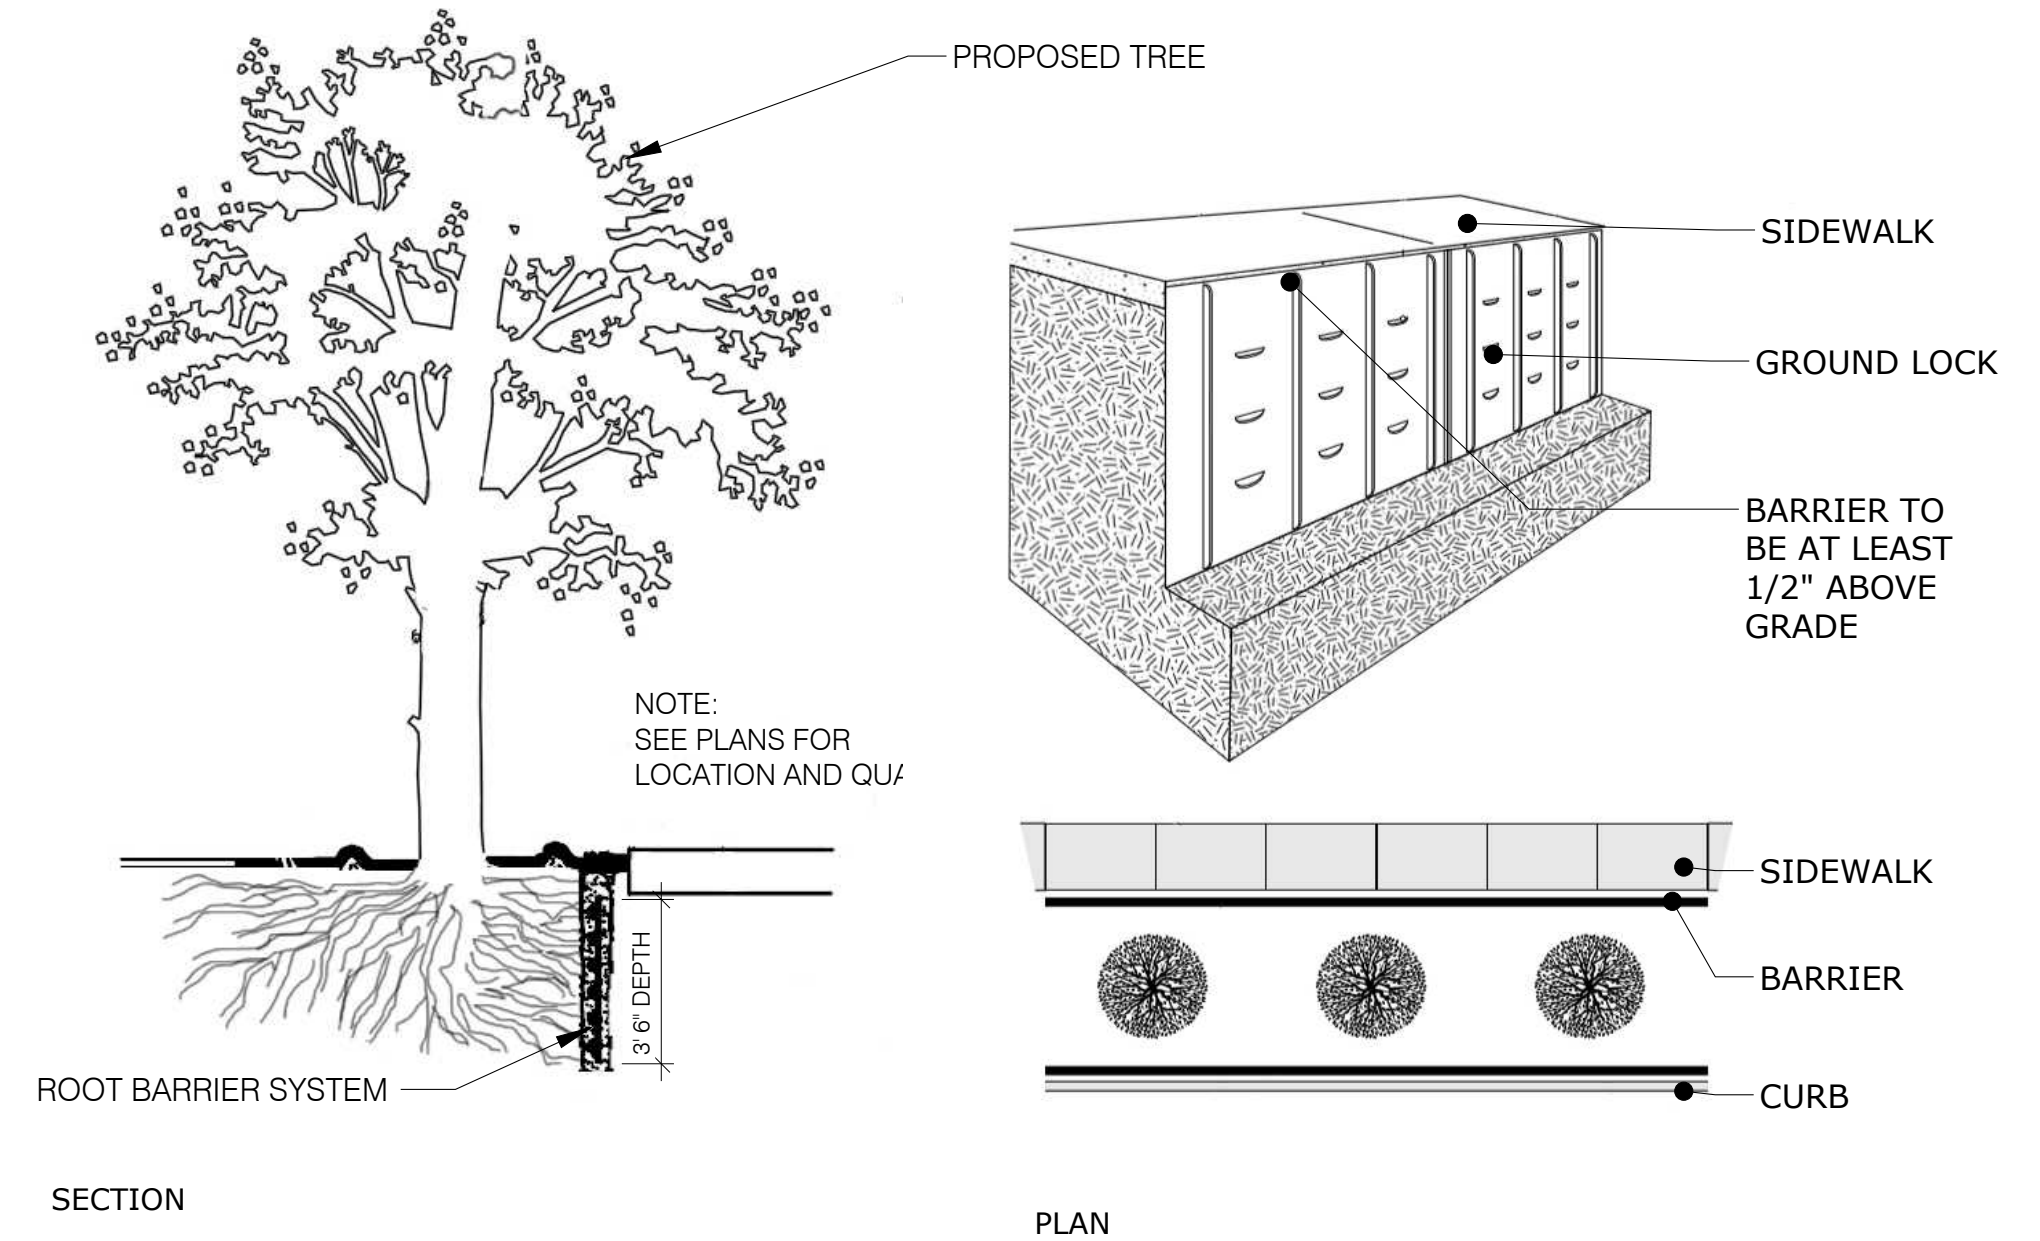 PROPOSED TREE
SIDEWALK
GROUND LOCK
BARRIER TO
BE AT LEAST
1/2" ABOVE
GRADE
NOTE:
SEE PLANS FOR
LOCATION AND
3' 6" DEPTH
ROOT BARRIER SYSTEM
SECTION
SIDEWALK
BARRIER
CURB
PLAN